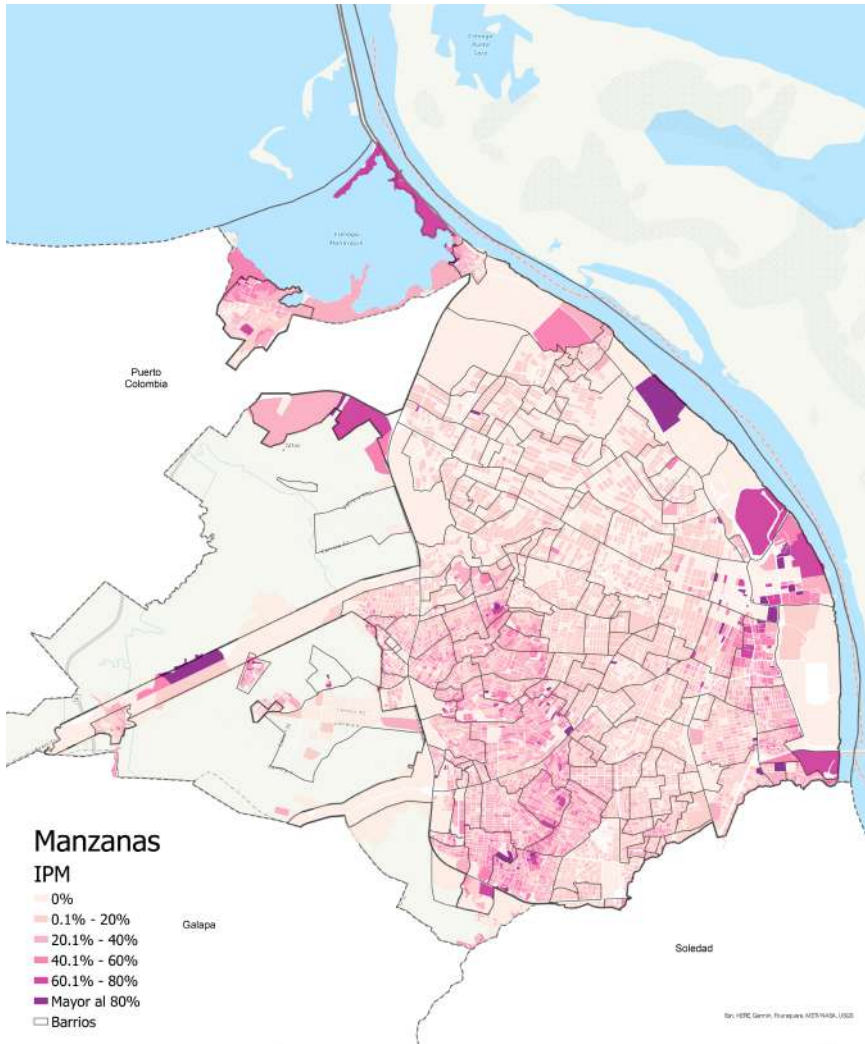 Puerto
Colombia
Manzanas
IPM
0%
0.1% - 20%
20.1% - 40%
40.1% - 60%
60.1% - 80%
Mayor al 80%
Barrios
Galapa
Soledad